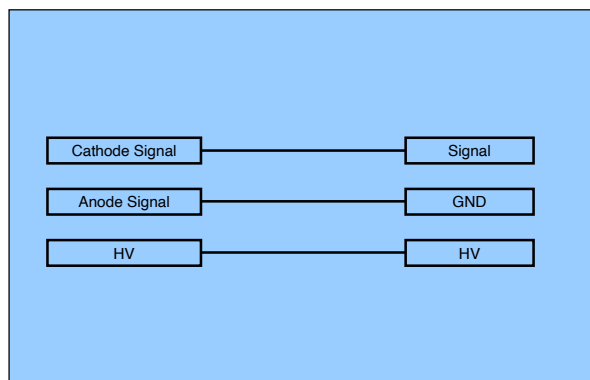 Cathode Signal
Signal
Anode Signal
GND
HV
HV